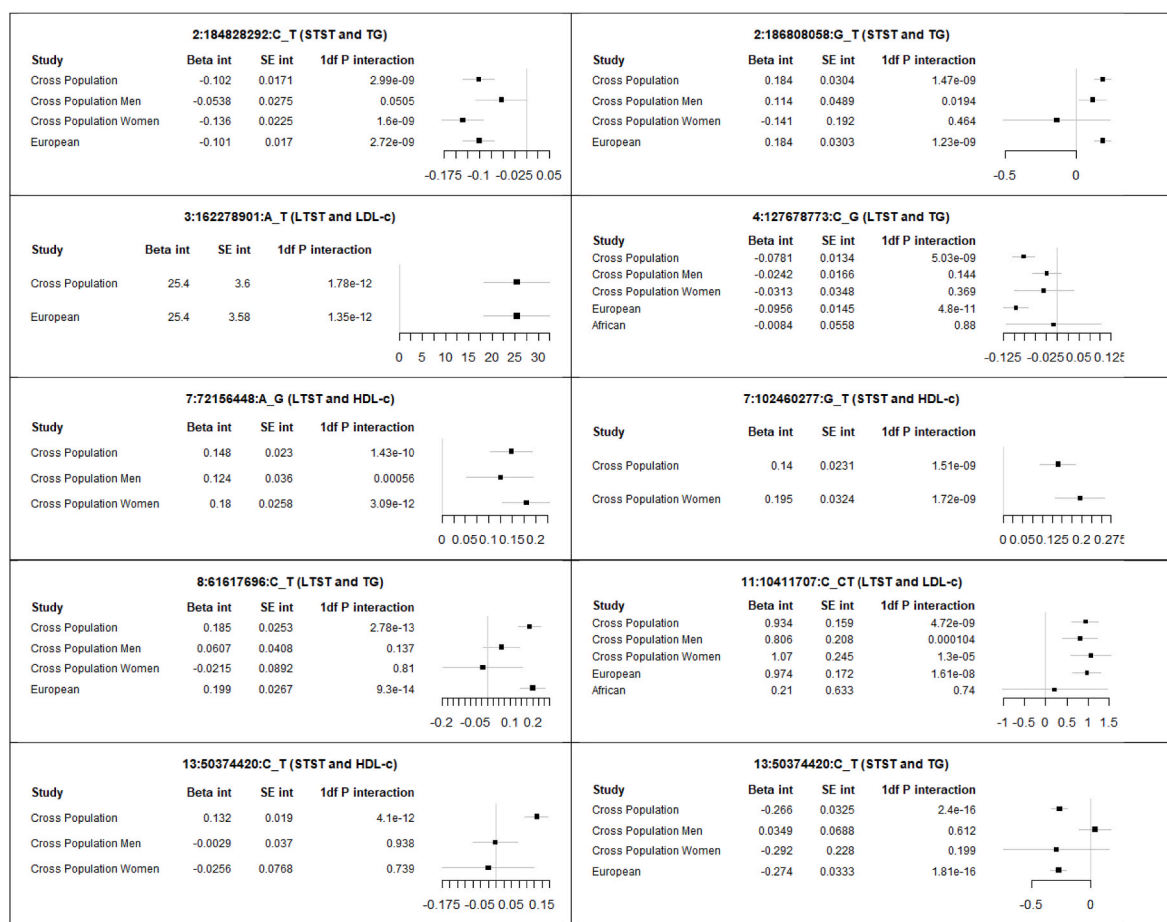 2:184828292:C_T (STST and TG)
Study Beta int SE int 1df P interaction
Cross Population -0.102 0.0171 2.99e-09
Cross Population Men -0.0538 0.0275 0.0505
Cross Population Women -0.136 0.0225 1.6e-09
European -0.101 0.017 2.72e-09
-0.175 -0.1 -0.025 0.05
2:186808058:G_T (STST and TG)
Study Beta int SE int 1df P interaction
Cross Population 0.184 0.0304 1.47e-09
Cross Population Men 0.114 0.0489 0.0194
Cross Population Women -0.141 0.192 0.464
European 0.184 0.0303 1.23e-09
-0.5 0
3:162278901:A_T (LTST and LDL-c)
Study Beta int SE int 1df P interaction
Cross Population 25.4 3.6 1.78e-12
European 25.4 3.58 1.35e-12
0 5 10 15 20 25 30
4:127678773:C_G (LTST and TG)
Study Beta int SE int 1df P interaction
Cross Population -0.0781 0.0134 5.03e-09
Cross Population Men -0.0242 0.0166 0.144
Cross Population Women -0.0313 0.0348 0.369
European -0.0956 0.0145 4.8e-11
African -0.0084 0.0558 0.88
-0.125 -0.025 0.05 0.125
7:72156448:A_G (LTST and HDL-c)
Study Beta int SE int 1df P interaction
Cross Population 0.148 0.023 1.43e-10
Cross Population Men 0.124 0.036 0.00056
Cross Population Women 0.18 0.0258 3.09e-12
0 0.05 0.1 0.15 0.2
7:102460277:G_T (STST and HDL-c)
Study Beta int SE int 1df P interaction
Cross Population 0.14 0.0231 1.51e-09
Cross Population Women 0.195 0.0324 1.72e-09
0 0.05 0.125 0.2 0.275
8:61617696:C_T (LTST and TG)
Study Beta int SE int 1df P interaction
Cross Population 0.185 0.0253 2.78e-13
Cross Population Men 0.0607 0.0408 0.137
Cross Population Women -0.0215 0.0892 0.81
European 0.199 0.0267 9.3e-14
-0.2 -0.05 0.1 0.2
11:10411707:C_CT (LTST and LDL-c)
Study Beta int SE int 1df P interaction
Cross Population 0.934 0.159 4.72e-09
Cross Population Men 0.806 0.208 0.000104
Cross Population Women 1.07 0.245 1.3e-05
European 0.974 0.172 1.61e-08
African 0.21 0.633 0.74
-1 -0.5 0 0.5 1 1.5
13:50374420:C_T (STST and HDL-c)
Study Beta int SE int 1df P interaction
Cross Population 0.132 0.019 4.1e-12
Cross Population Men -0.0029 0.037 0.938
Cross Population Women -0.0256 0.0768 0.739
-0.175 -0.05 0.05 0.15
13:50374420:C_T (STST and TG)
Study Beta int SE int 1df P interaction
Cross Population -0.266 0.0325 2.4e-16
Cross Population Men 0.0349 0.0688 0.612
Cross Population Women -0.292 0.228 0.199
European -0.274 0.0333 1.81e-16
-0.5 0